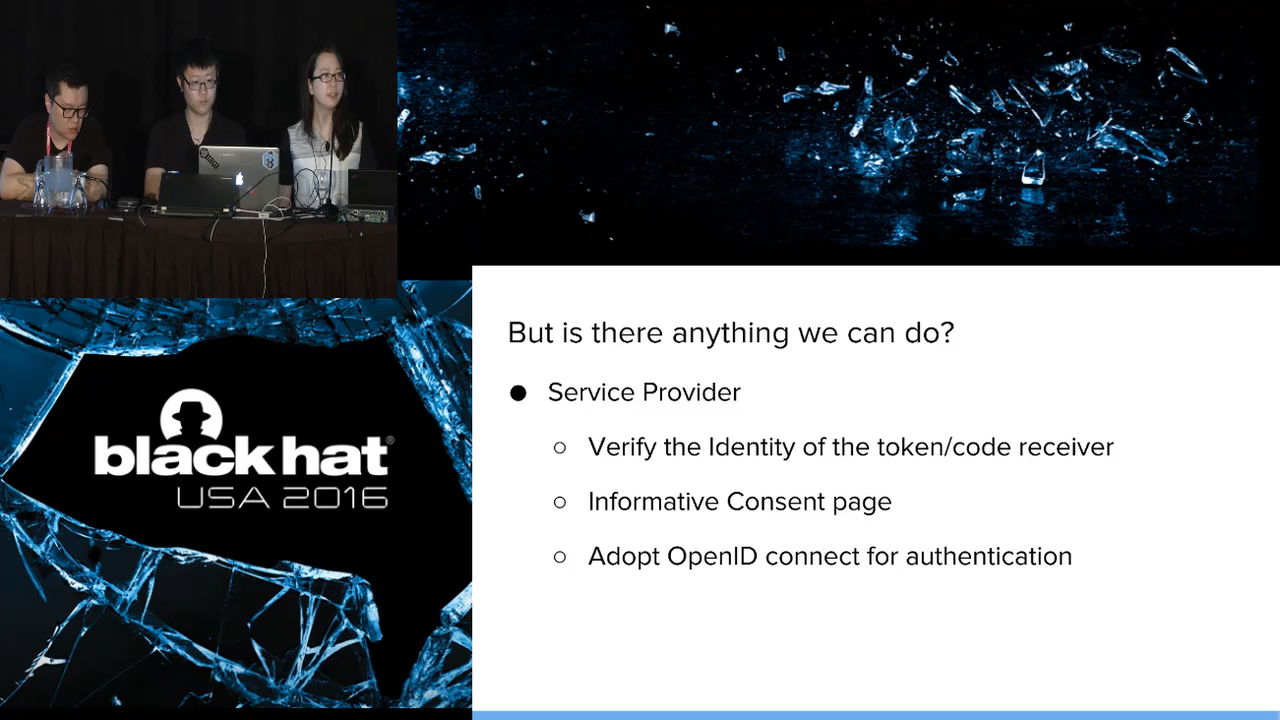 But is there anything we can do?
● Service Provider
○ Verify the Identity of the token/code receiver
○ Informative Consent page
○ Adopt OpenID connect for authentication
black hat®
USA 2016